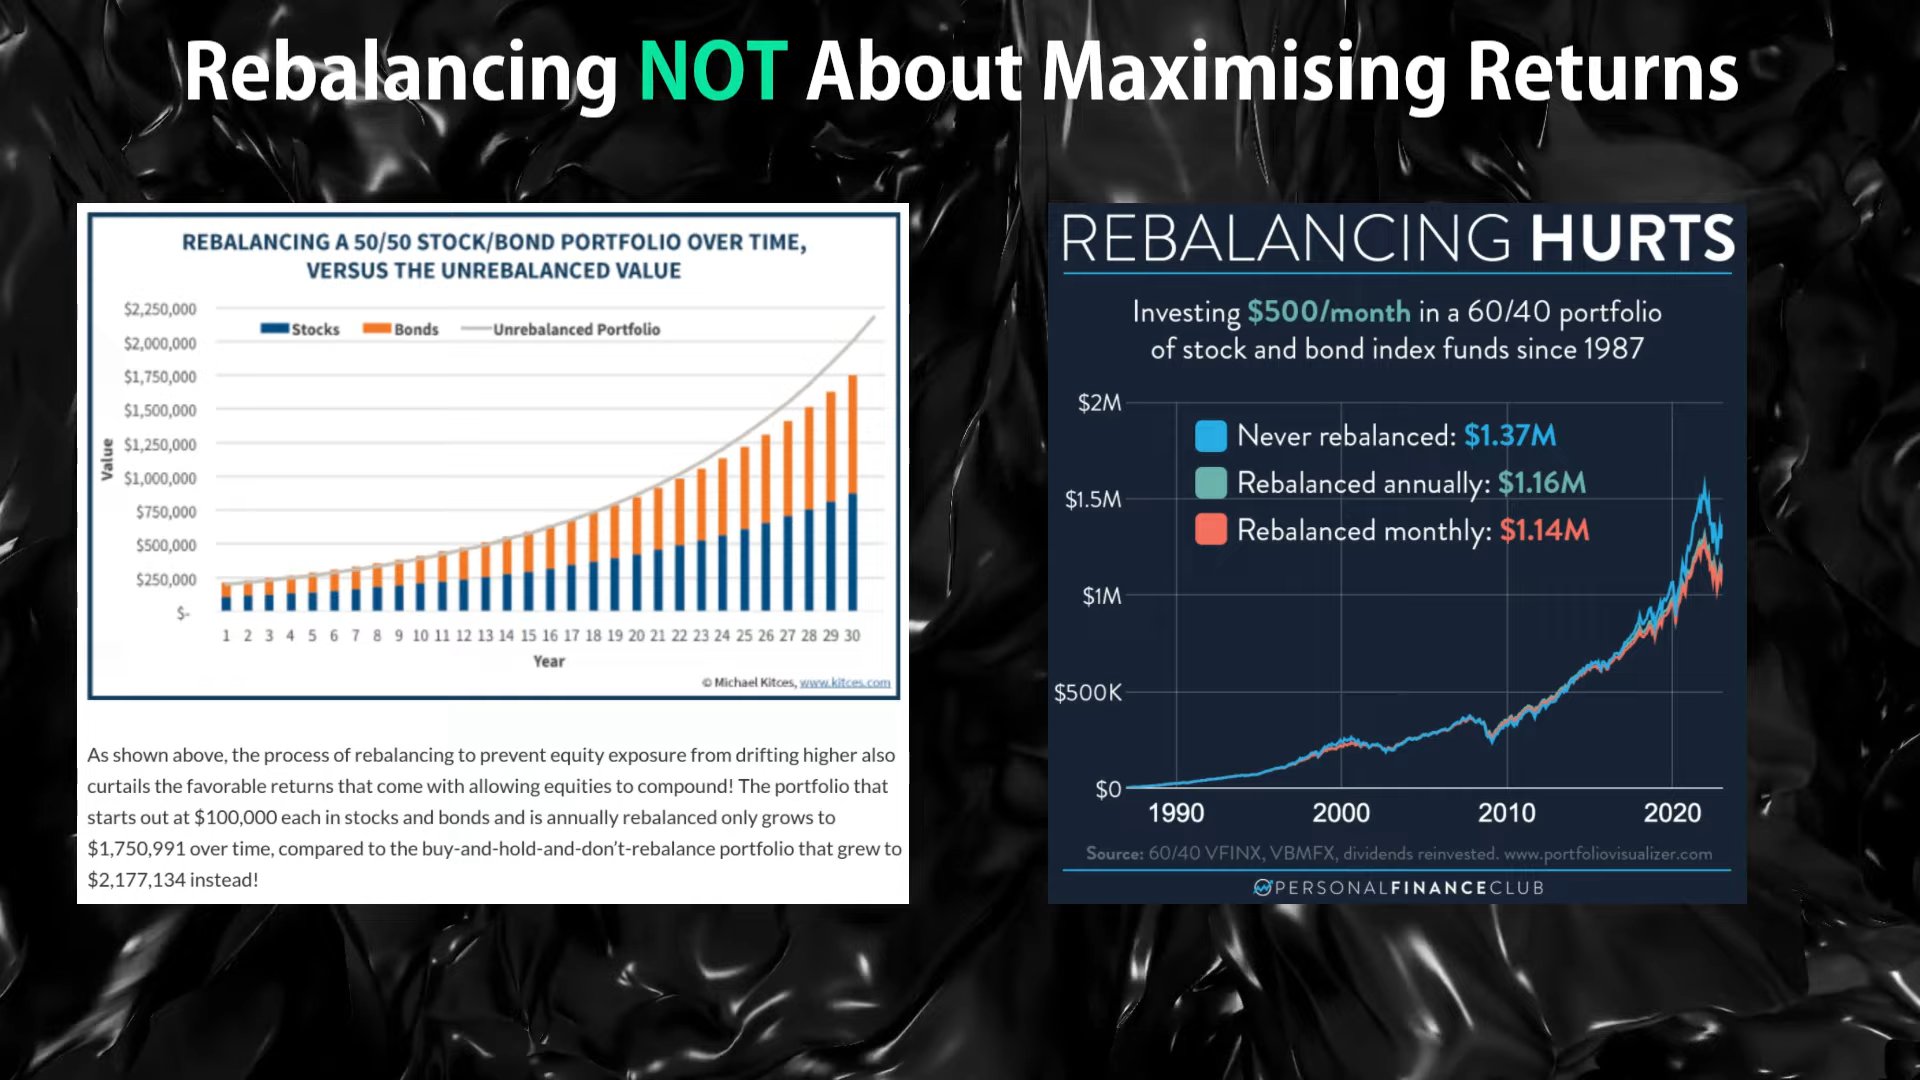 Rebalancing NOT About Maximising Returns
REBALANCING A 50/50 STOCK/BOND PORTFOLIO OVER TIME,
VERSUS THE UNREBALANCED VALUE
$2,250,000
Stocks Bonds Unrebalanced Portfolio
$2,000,000
$1,750,000
$1,500,000
$1,250,000
$1,000,000
$750,000
$500,000
$250,000
$-
Value
1 2 3 4 5 6 7 8 9 10 11 12 13 14 15 16 17 18 19 20 21 22 23 24 25 26 27 28 29 30
Year
© Michael Kitces, www.kitces.com
As shown above, the process of rebalancing to prevent equity exposure from drifting higher also
curtails the favorable returns that come with allowing equities to compound! The portfolio that
starts out at $100,000 each in stocks and bonds and is annually rebalanced only grows to
$1,750,991 over time, compared to the buy-and-hold-and-don't-rebalance portfolio that grew to
$2,177,134 instead!
REBALANCING HURTS
Investing $500/month in a 60/40 portfolio
of stock and bond index funds since 1987
$2M
Never rebalanced: $1.37M
Rebalanced annually: $1.16M
$1.5M
Rebalanced monthly: $1.14M
$1M
$500K
$0
1990 2000 2010 2020
Source: 60/40 VFINX, VBMFX, dividends reinvested. www.portfoliovisualizer.com
PERSONALFINANCECLUB